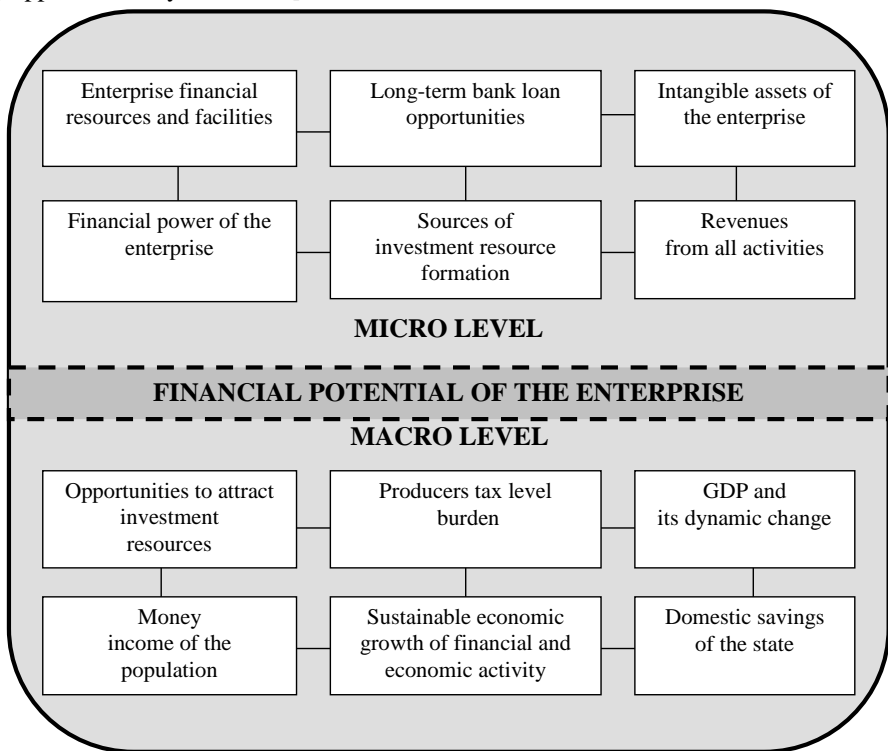 Enterprise financial
resources and facilities
Long-term bank loan
opportunities
Intangible assets of
the enterprise
Financial power of the
enterprise
Sources of
investment resource
formation
Revenues
from all activities
MICRO LEVEL
FINANCIAL POTENTIAL OF THE ENTERPRISE
MACRO LEVEL
Opportunities to attract
investment
resources
Producers tax level
burden
GDP and
its dynamic change
Money
income of the
population
Sustainable economic
growth of financial and
economic activity
Domestic savings
of the state